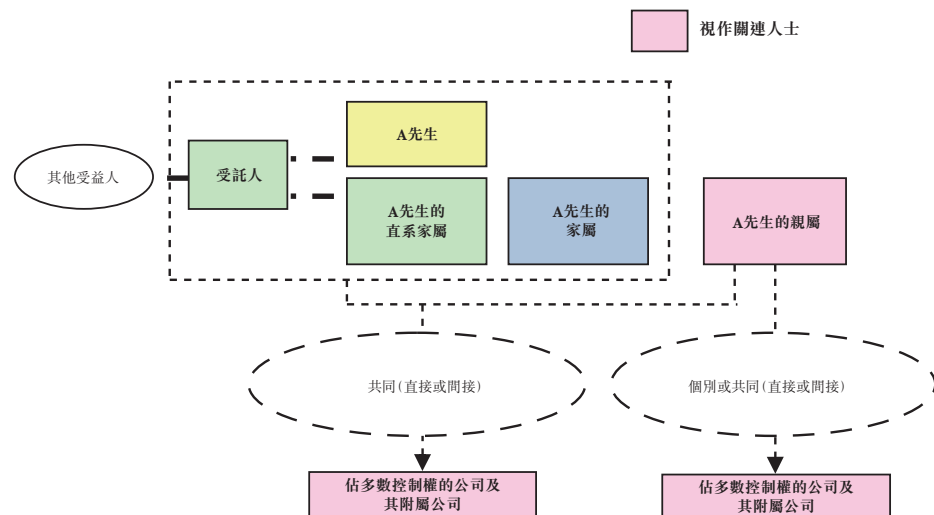 視作關連人士
A先生
其他受益人
受託人
A先生的
直系家屬
A先生的
家屬
A先生的親屬
共同(直接或間接)
個別或共同(直接或間接)
佔多數控制權的公司及
其附屬公司
佔多數控制權的公司及
其附屬公司